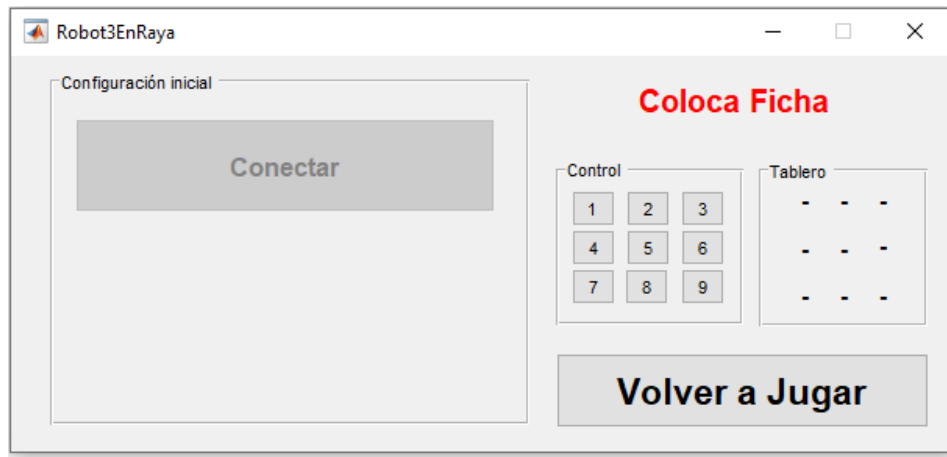 Robot3EnRaya
Configuración inicial
Conectar
Coloca Ficha
Control
1 2 3
4 5 6
7 8 9
Tablero
- - -
- - -
- - -
Volver a Jugar